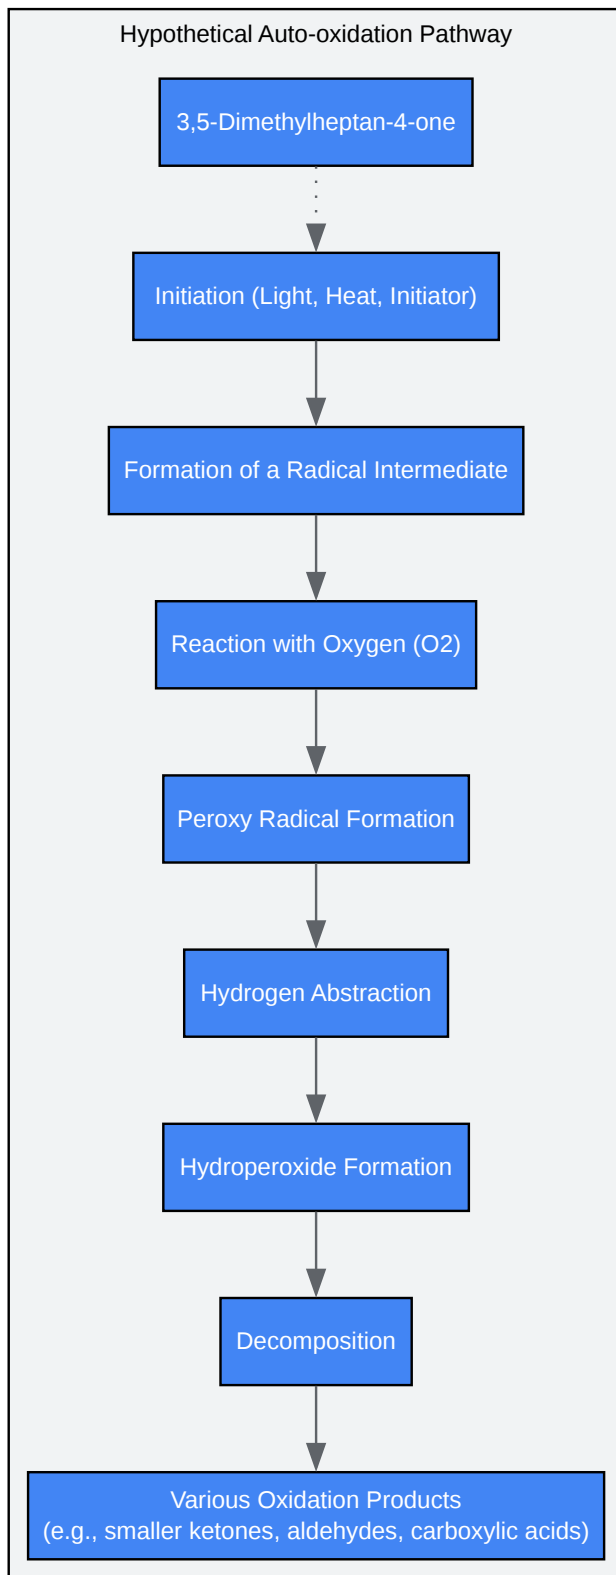 Hypothetical Auto-oxidation Pathway
3,5-Dimethylheptan-4-one
Initiation (Light, Heat, Initiator)
Formation of a Radical Intermediate
Reaction with Oxygen (O2)
Peroxy Radical Formation
Hydrogen Abstraction
Hydroperoxide Formation
Decomposition
Various Oxidation Products
(e.g., smaller ketones, aldehydes, carboxylic acids)